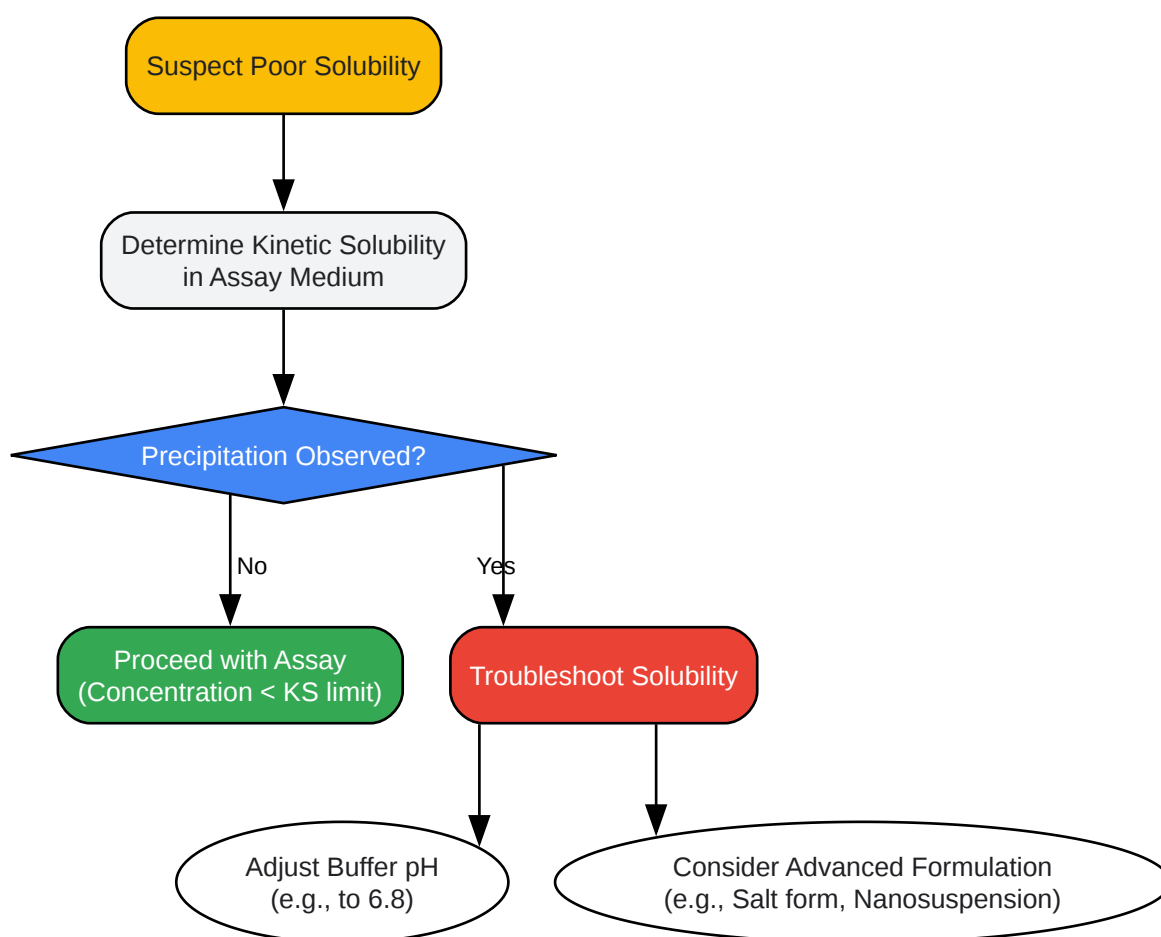 Suspect Poor Solubility
Determine Kinetic Solubility
in Assay Medium
Precipitation Observed?
No
Yes
Proceed with Assay
(Concentration < KS limit)
Troubleshoot Solubility
Adjust Buffer pH
(e.g., to 6.8)
Consider Advanced Formulation
(e.g., Salt form, Nanosuspension)